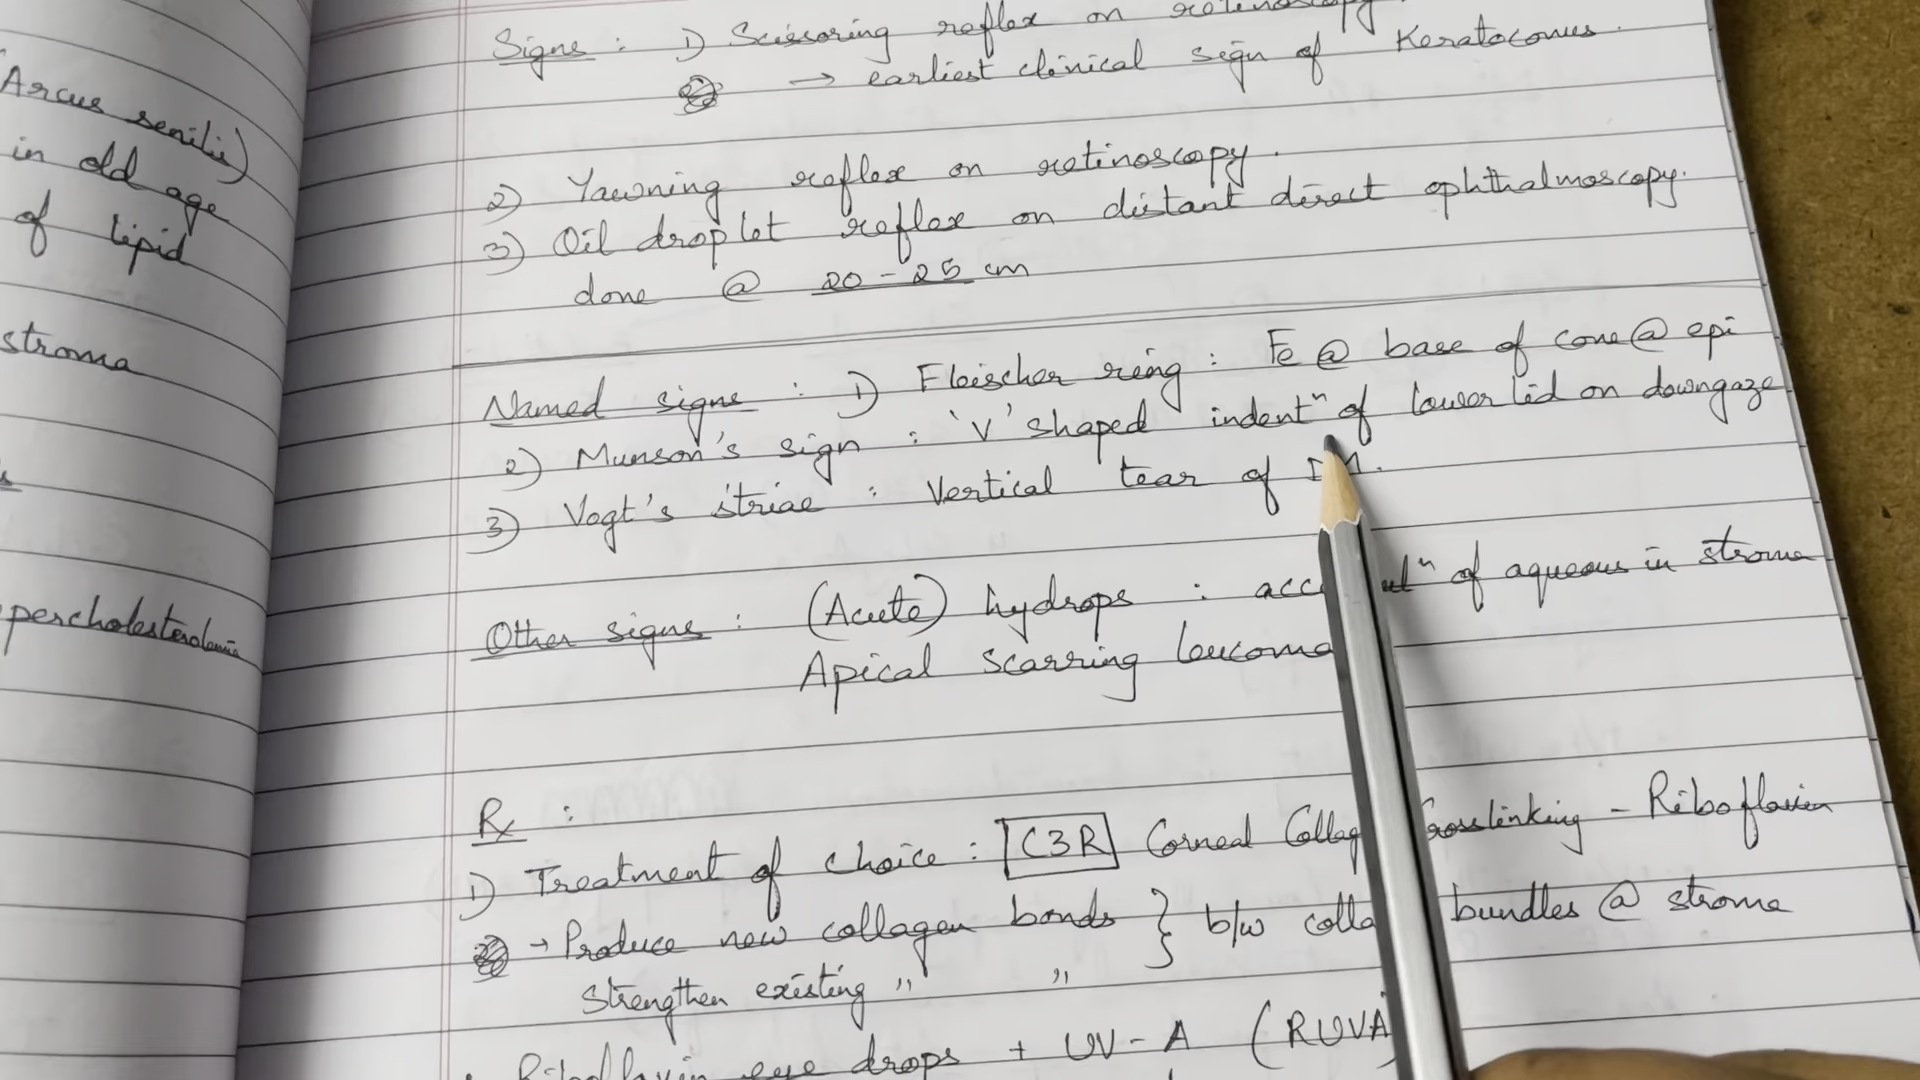 Arcus senilis)
in old age
of lipid
stroma
percholesterolemia
Signs : 1) Scissoring reflex on retinoscopy
→ earliest clinical sign of Keratoconus.
2) Yawning reflex on retinoscopy.
3) Oil droplet reflex on distant direct ophthalmoscopy.
done @ 20-25 cm
Named signs : 1) Fleischer ring : Fe @ base of cone @ epi
2) Munson's sign : 'V' shaped indentⁿ of lower lid on downgaze
3) Vogt's striae : Vertical tear of DM.
Other signs : (Acute) hydrops : acc ulⁿ of aqueous in stroma
Apical scarring leucoma
Rx :
1) Treatment of choice : C3R Corneal Collag Crosslinking - Riboflavin
→ Produce new collagen bonds } b/w colla bundles @ stroma
Strengthen existing " "
Riboflavin eye drops + UV-A (RUVA)